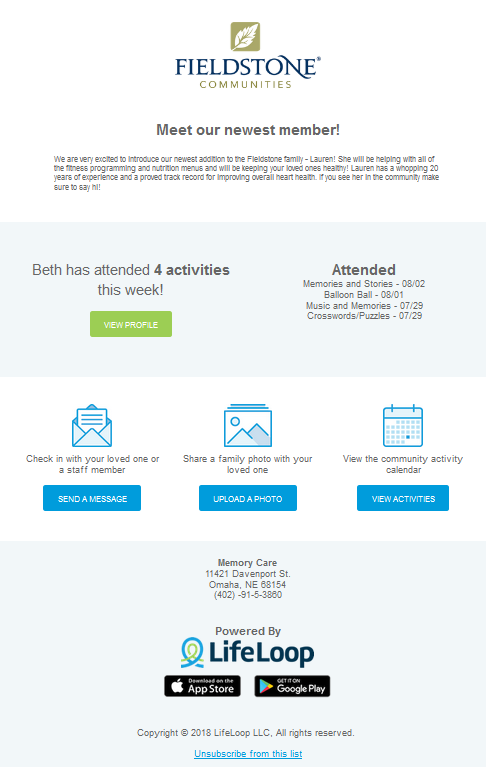 FIELDSTONE®
COMMUNITIES
Meet our newest member!
We are very excited to introduce our newest addition to the Fieldstone family - Lauren! She will be helping with all of
the fitness programming and nutrition menus and will be keeping your loved ones healthy! Lauren has a whopping 20
years of experience and a proved track record for improving overall heart health. If you see her in the community make
sure to say hi!
Beth has attended 4 activities
this week!
VIEW PROFILE
Attended
Memories and Stories - 08/02
Balloon Ball - 08/01
Music and Memories - 07/29
Crosswords/Puzzles - 07/29
Check in with your loved one or
a staff member
SEND A MESSAGE
Share a family photo with your
loved one
UPLOAD A PHOTO
View the community activity
calendar
VIEW ACTIVITIES
Memory Care
11421 Davenport St.
Omaha, NE 68154
(402) -91-5-3860
Powered By
LifeLoop
Download on the
App Store
GET IT ON
Google Play
Copyright © 2018 LifeLoop LLC, All rights reserved.
Unsubscribe from this list